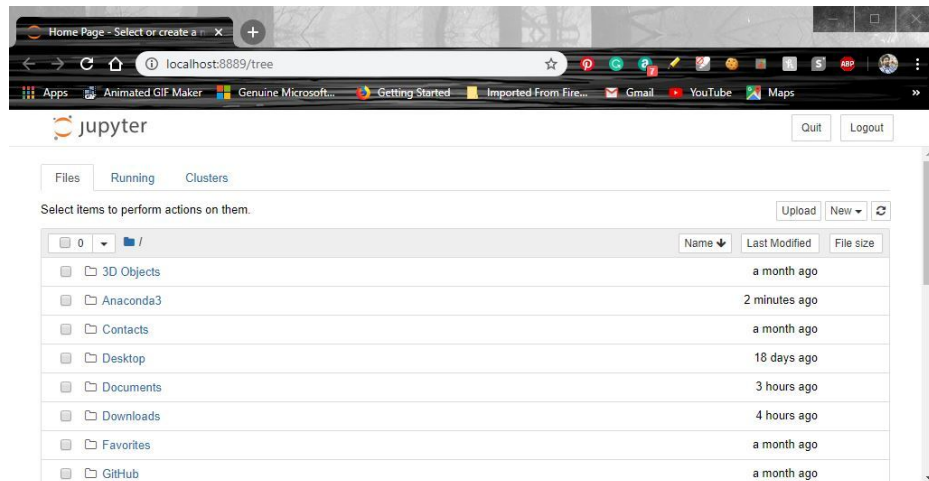 Home Page - Select or create a n
localhost:8889/tree
7
ABP
Apps Animated GIF Maker Genuine Microsoft... Getting Started Imported From Fire... Gmail YouTube Maps »
jupyter Quit Logout
Files Running Clusters
Select items to perform actions on them. Upload New
0 / Name Last Modified File size
3D Objects a month ago
Anaconda3 2 minutes ago
Contacts a month ago
Desktop 18 days ago
Documents 3 hours ago
Downloads 4 hours ago
Favorites a month ago
GitHub a month ago